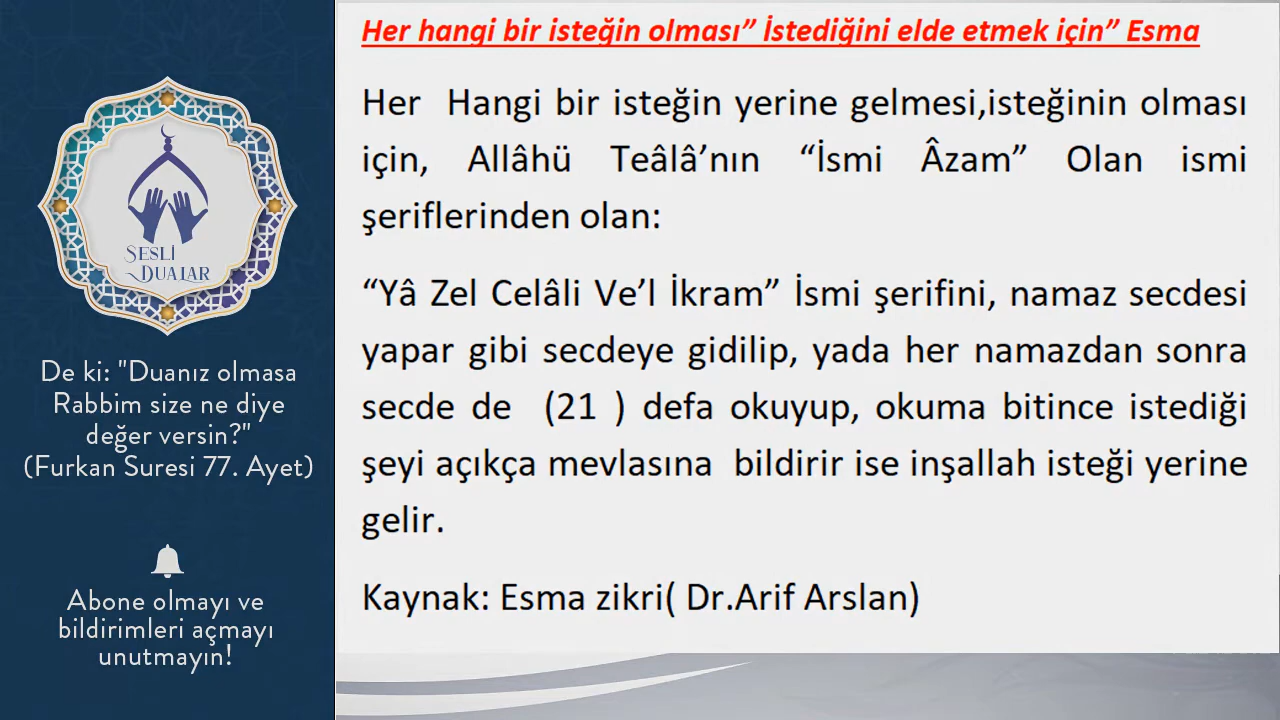 SESLİ
DUALAR
De ki: "Duanız olmasa
Rabbim size ne diye
değer versin?"
(Furkan Suresi 77. Ayet)
Abone olmayı ve
bildirimleri açmayı
unutmayın!
Her hangi bir isteğin olması” İstediğini elde etmek için” Esma
Her Hangi bir isteğin yerine gelmesi,isteğinin olması
için, Allâhü Teâlâ’nın “İsmi Âzam” Olan ismi
şeriflerinden olan:
“Yâ Zel Celâli Ve’l İkram” İsmi şerifini, namaz secdesi
yapar gibi secdeye gidilip, yada her namazdan sonra
secde de (21 ) defa okuyup, okuma bitince istediği
şeyi açıkça mevlasına bildirir ise inşallah isteği yerine
gelir.
Kaynak: Esma zikri( Dr.Arif Arslan)